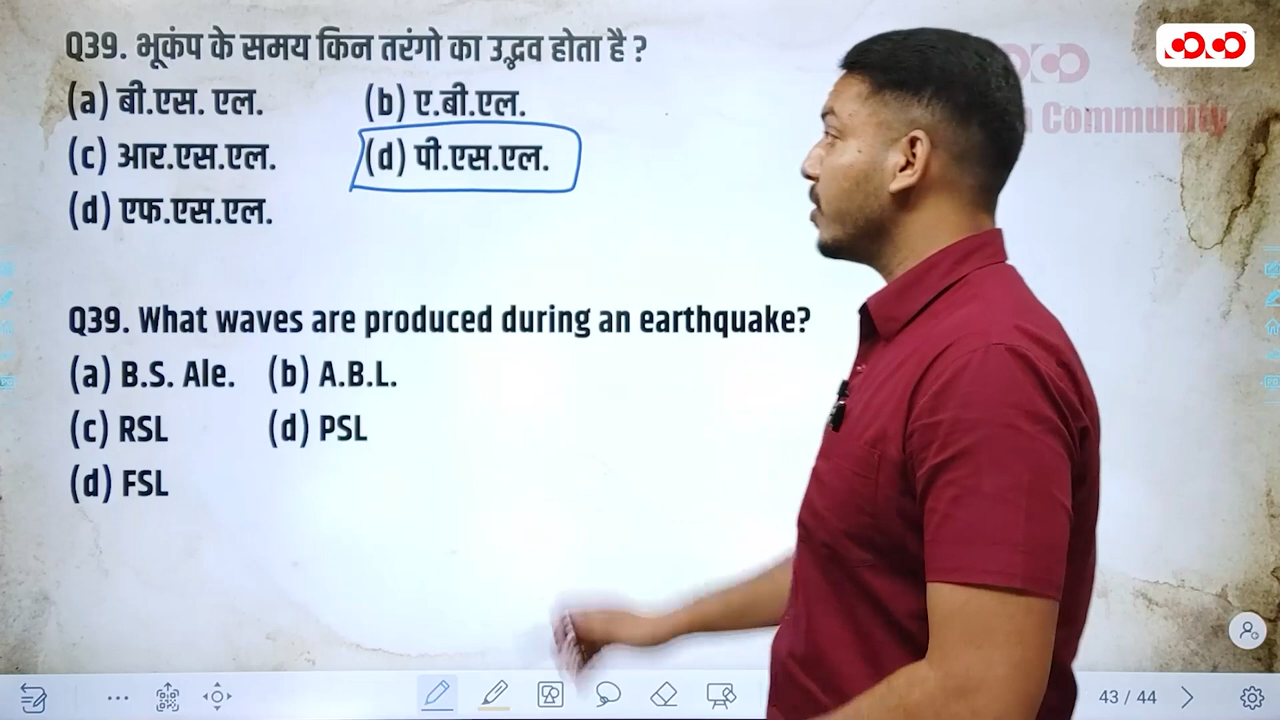 Q39. भूकंप के समय किन तरंगो का उद्भव होता है ?
(a) बी.एस. एल. (b) ए.बी.एल.
(c) आर.एस.एल. (d) पी.एस.एल.
(d) एफ.एस.एल.
Q39. What waves are produced during an earthquake?
(a) B.S. Ale. (b) A.B.L.
(c) RSL (d) PSL
(d) FSL
Community
43 / 44